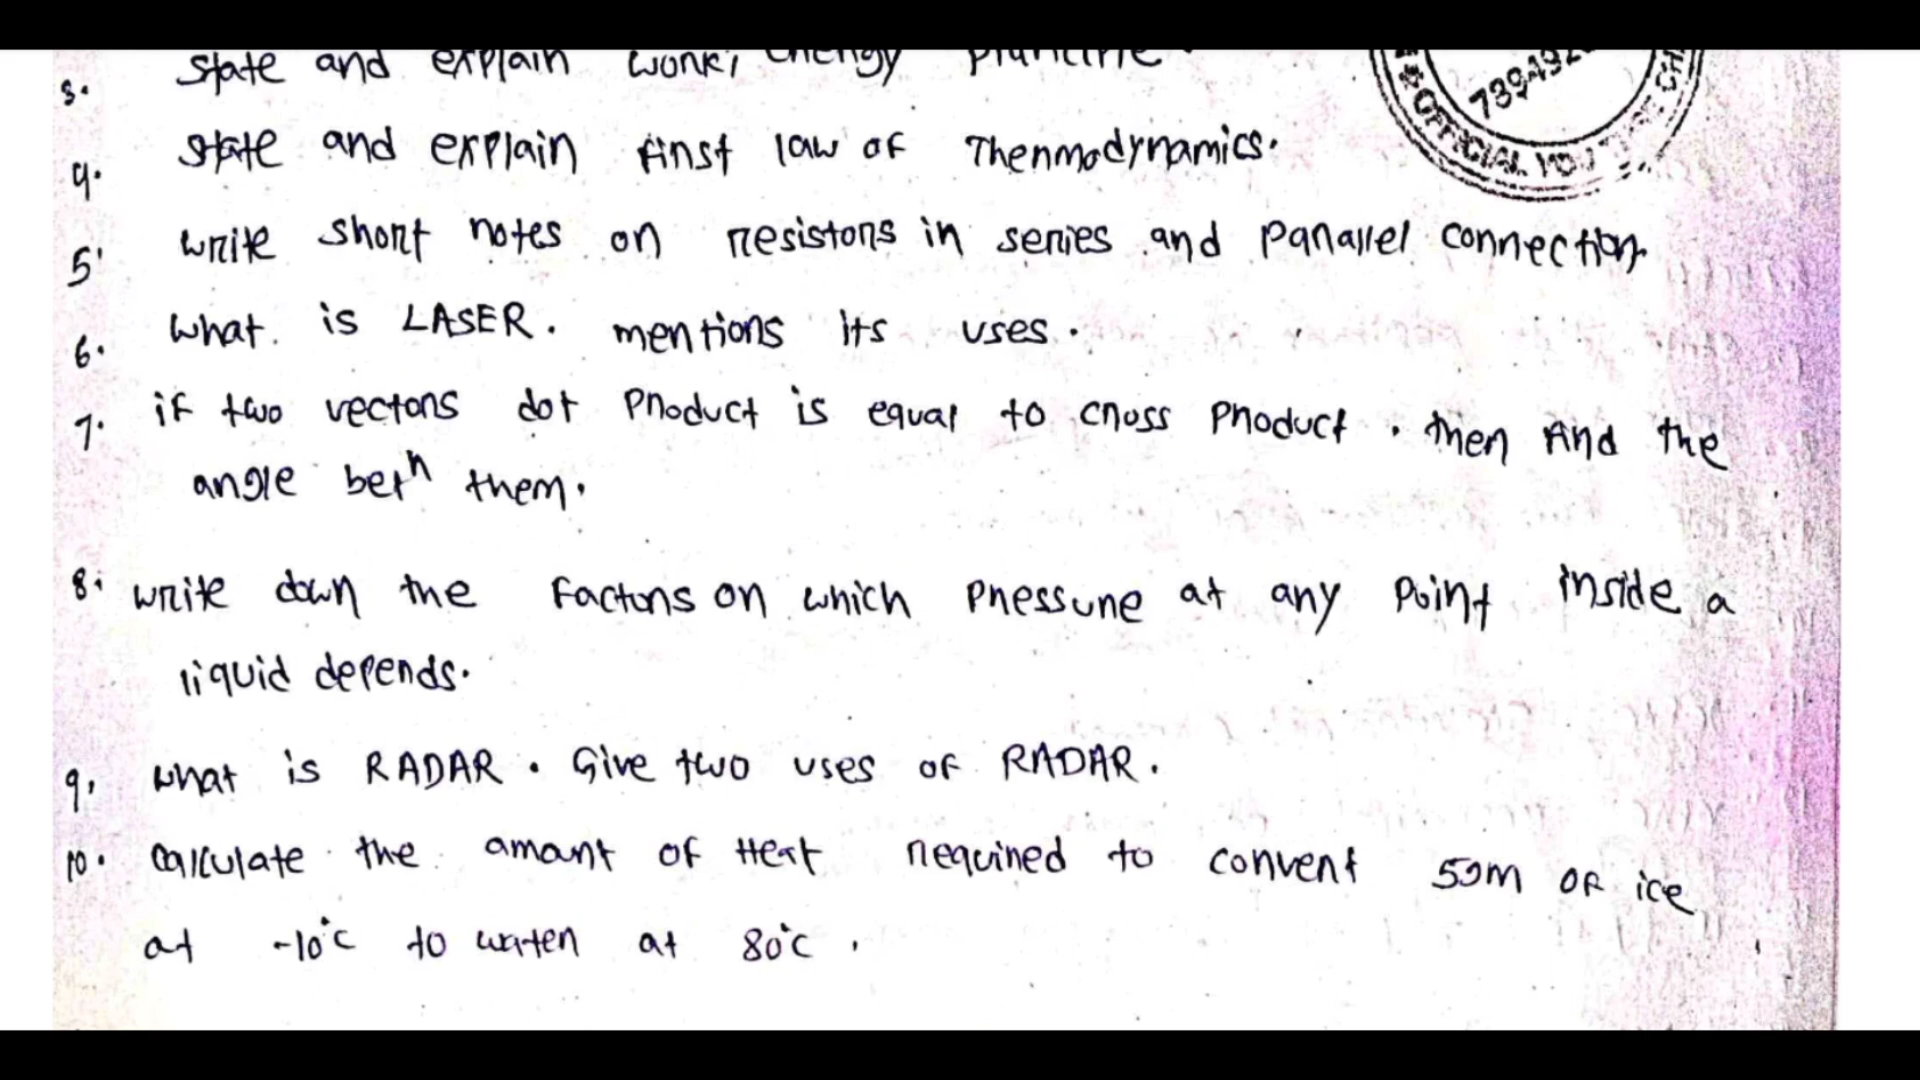 3. state and explain work, energy principle.
4. state and explain first law of Thermodynamics.
5. write short notes on resistors in series and parallel connection.
6. what is LASER. mentions its uses.
7. if two vectors dot product is equal to cross product. then find the
angle betn them.
8. write down the factors on which pressure at any point inside a
liquid depends.
9. what is RADAR. Give two uses of RADAR.
10. calculate the amount of Heat required to convert of ice
at -10°c to water at 80°c.
OFFICIAL